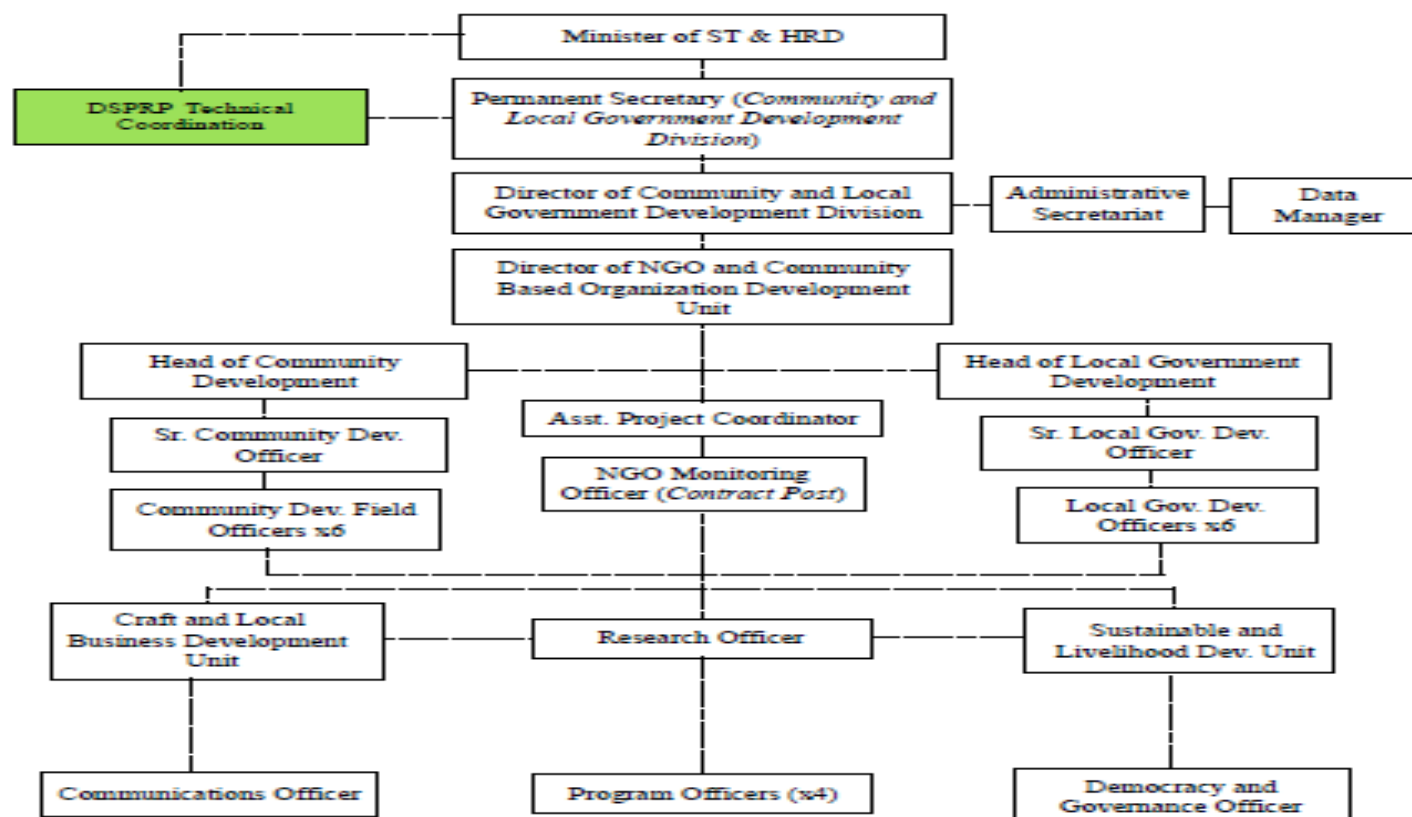 Minister of ST & HRD
DSPRP Technical
Coordination
Permanent Secretary (Community and
Local Government Development
Division)
Director of Community and Local
Government Development Division
Administrative
Secretariat
Data
Manager
Director of NGO and Community
Based Organization Development
Unit
Head of Community
Development
Head of Local Government
Development
Asst. Project Coordinator
Sr. Community Dev.
Officer
Sr. Local Gov. Dev.
Officer
NGO Monitoring
Officer (Contract Post)
Community Dev. Field
Officers x6
Local Gov. Dev.
Officers x6
Craft and Local
Business Development
Unit
Research Officer
Sustainable and
Livelihood Dev. Unit
Communications Officer
Program Officers (x4)
Democracy and
Governance Officer